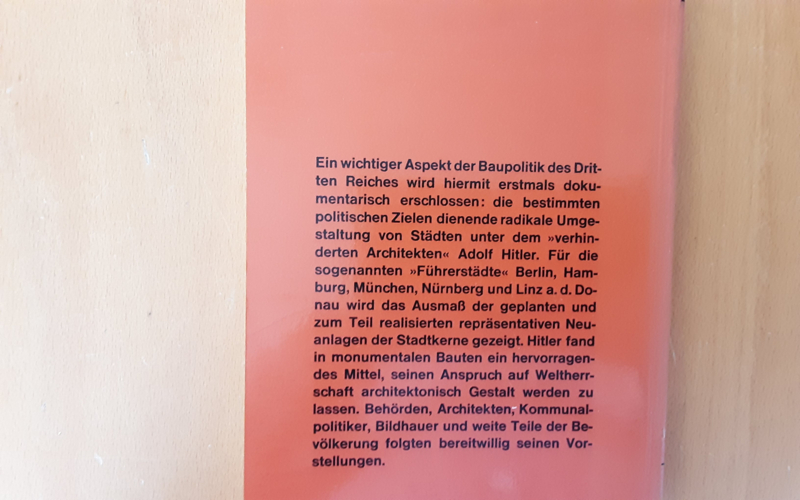 Ein wichtiger Aspekt der Baupolitik des Drit-
ten Reiches wird hiermit erstmals doku-
mentarisch erschlossen: die bestimmten
politischen Zielen dienende radikale Umge-
staltung von Städten unter dem »verhin-
derten Architekten« Adolf Hitler. Für die
sogenannten »Führerstädte« Berlin, Ham-
burg, München, Nürnberg und Linz a. d. Do-
nau wird das Ausmaß der geplanten und
zum Teil realisierten repräsentativen Neu-
anlagen der Stadtkerne gezeigt. Hitler fand
in monumentalen Bauten ein hervorragen-
des Mittel, seinen Anspruch auf Weltherr-
schaft architektonisch Gestalt werden zu
lassen. Behörden, Architekten, Kommunal-
politiker, Bildhauer und weite Teile der Be-
völkerung folgten bereitwillig seinen Vor-
stellungen.